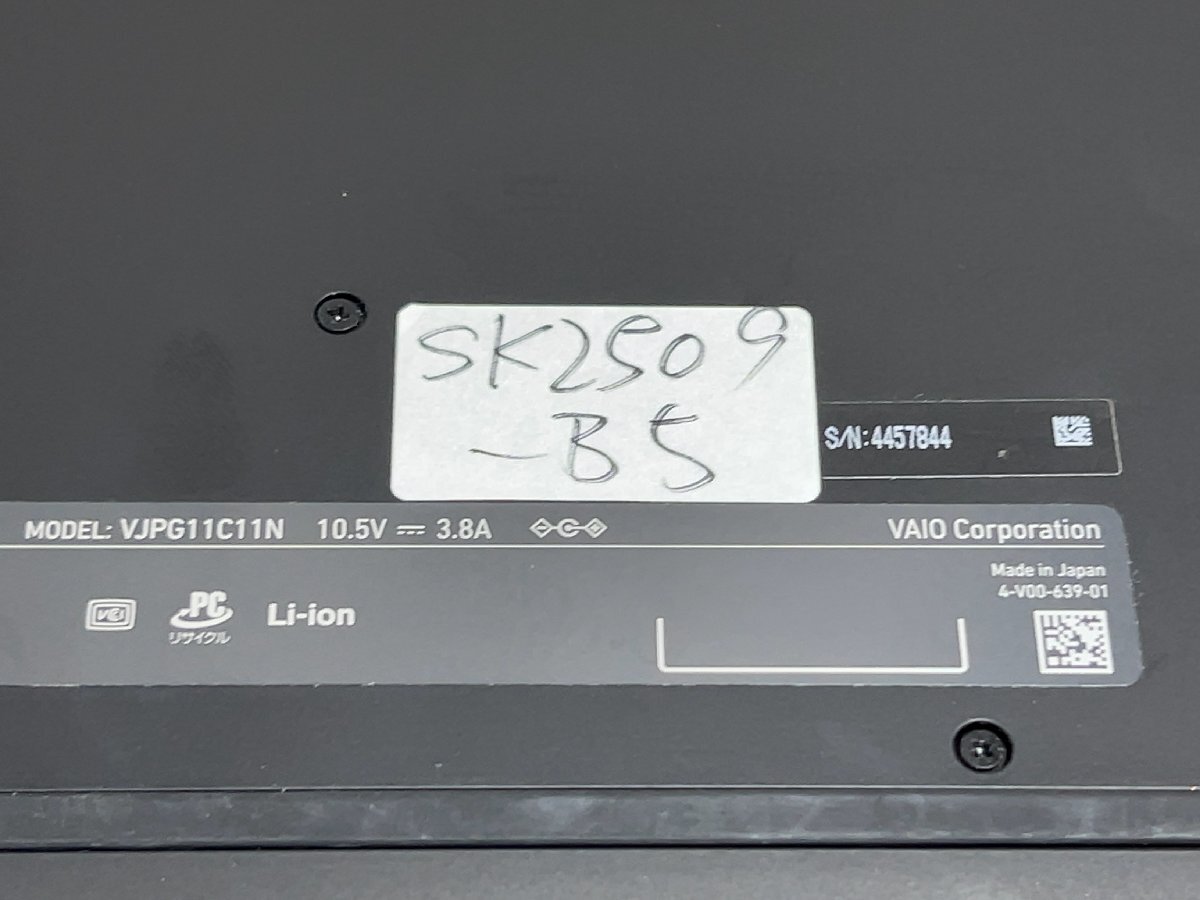 SK2509
-B5
S/N:4457844
MODEL: VJPG11C11N 10.5V 3.8A
VAIO Corporation
Made in Japan
4-V00-639-01
VCCI
PC
リサイクル
Li-ion